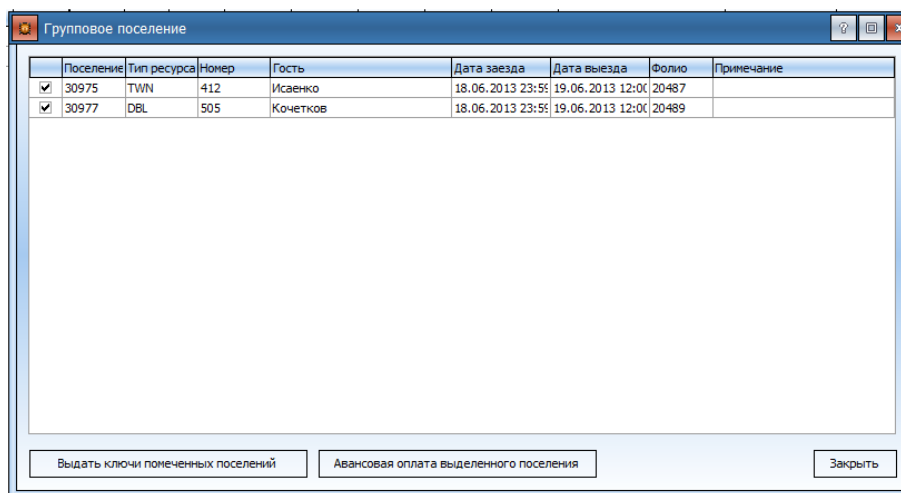 Групповое поселение
Поселение Тип ресурса Номер Гость Дата заезда Дата выезда Фолио Примечание
30975 TWN 412 Исаенко 18.06.2013 23:59 19.06.2013 12:00 20487
30977 DBL 505 Кочетков 18.06.2013 23:59 19.06.2013 12:00 20489
Выдать ключи помеченных поселений Авансовая оплата выделенного поселения Закрыть